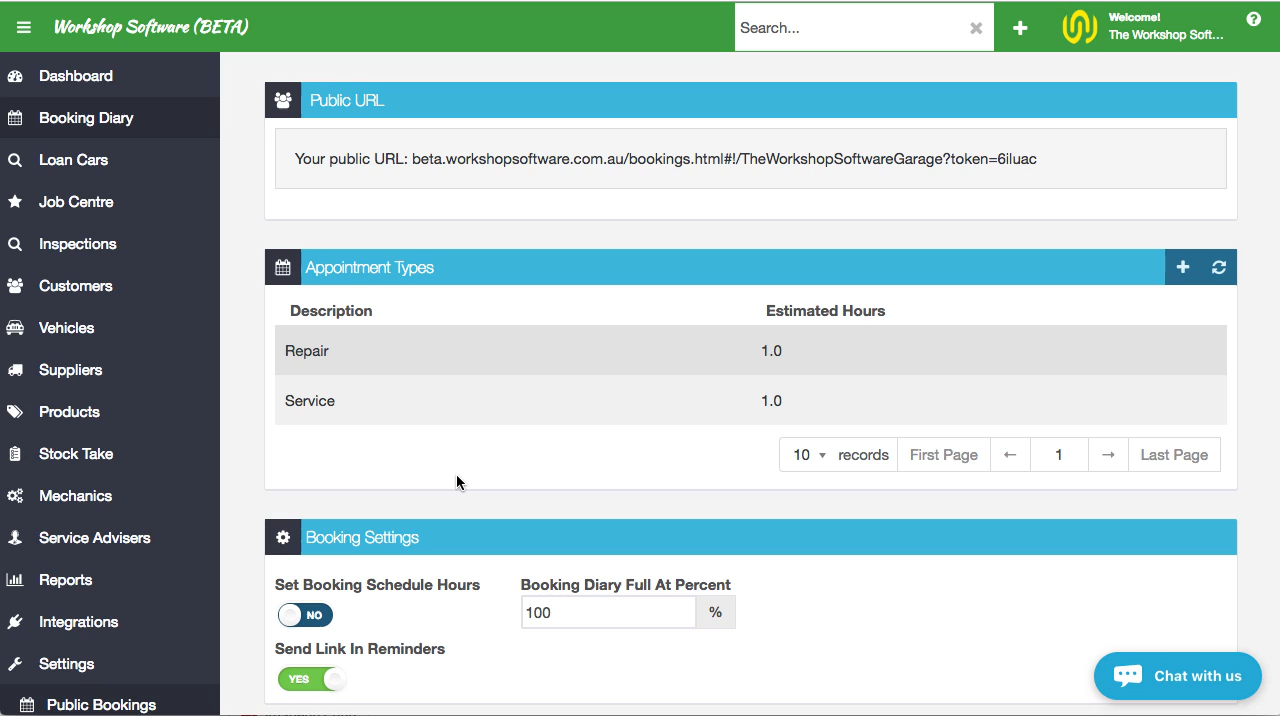 Workshop Software (BETA)
Search...
Welcome!
The Workshop Soft...
Dashboard
Booking Diary
Loan Cars
Job Centre
Inspections
Customers
Vehicles
Suppliers
Products
Stock Take
Mechanics
Service Advisers
Reports
Integrations
Settings
Public Bookings
Public URL
Your public URL: beta.workshopsoftware.com.au/bookings.html#!/TheWorkshopSoftwareGarage?token=6iluac
Appointment Types
Description Estimated Hours
Repair 1.0
Service 1.0
10 records First Page ← 1 → Last Page
Booking Settings
Set Booking Schedule Hours Booking Diary Full At Percent
NO 100 %
Send Link In Reminders
YES
Chat with us